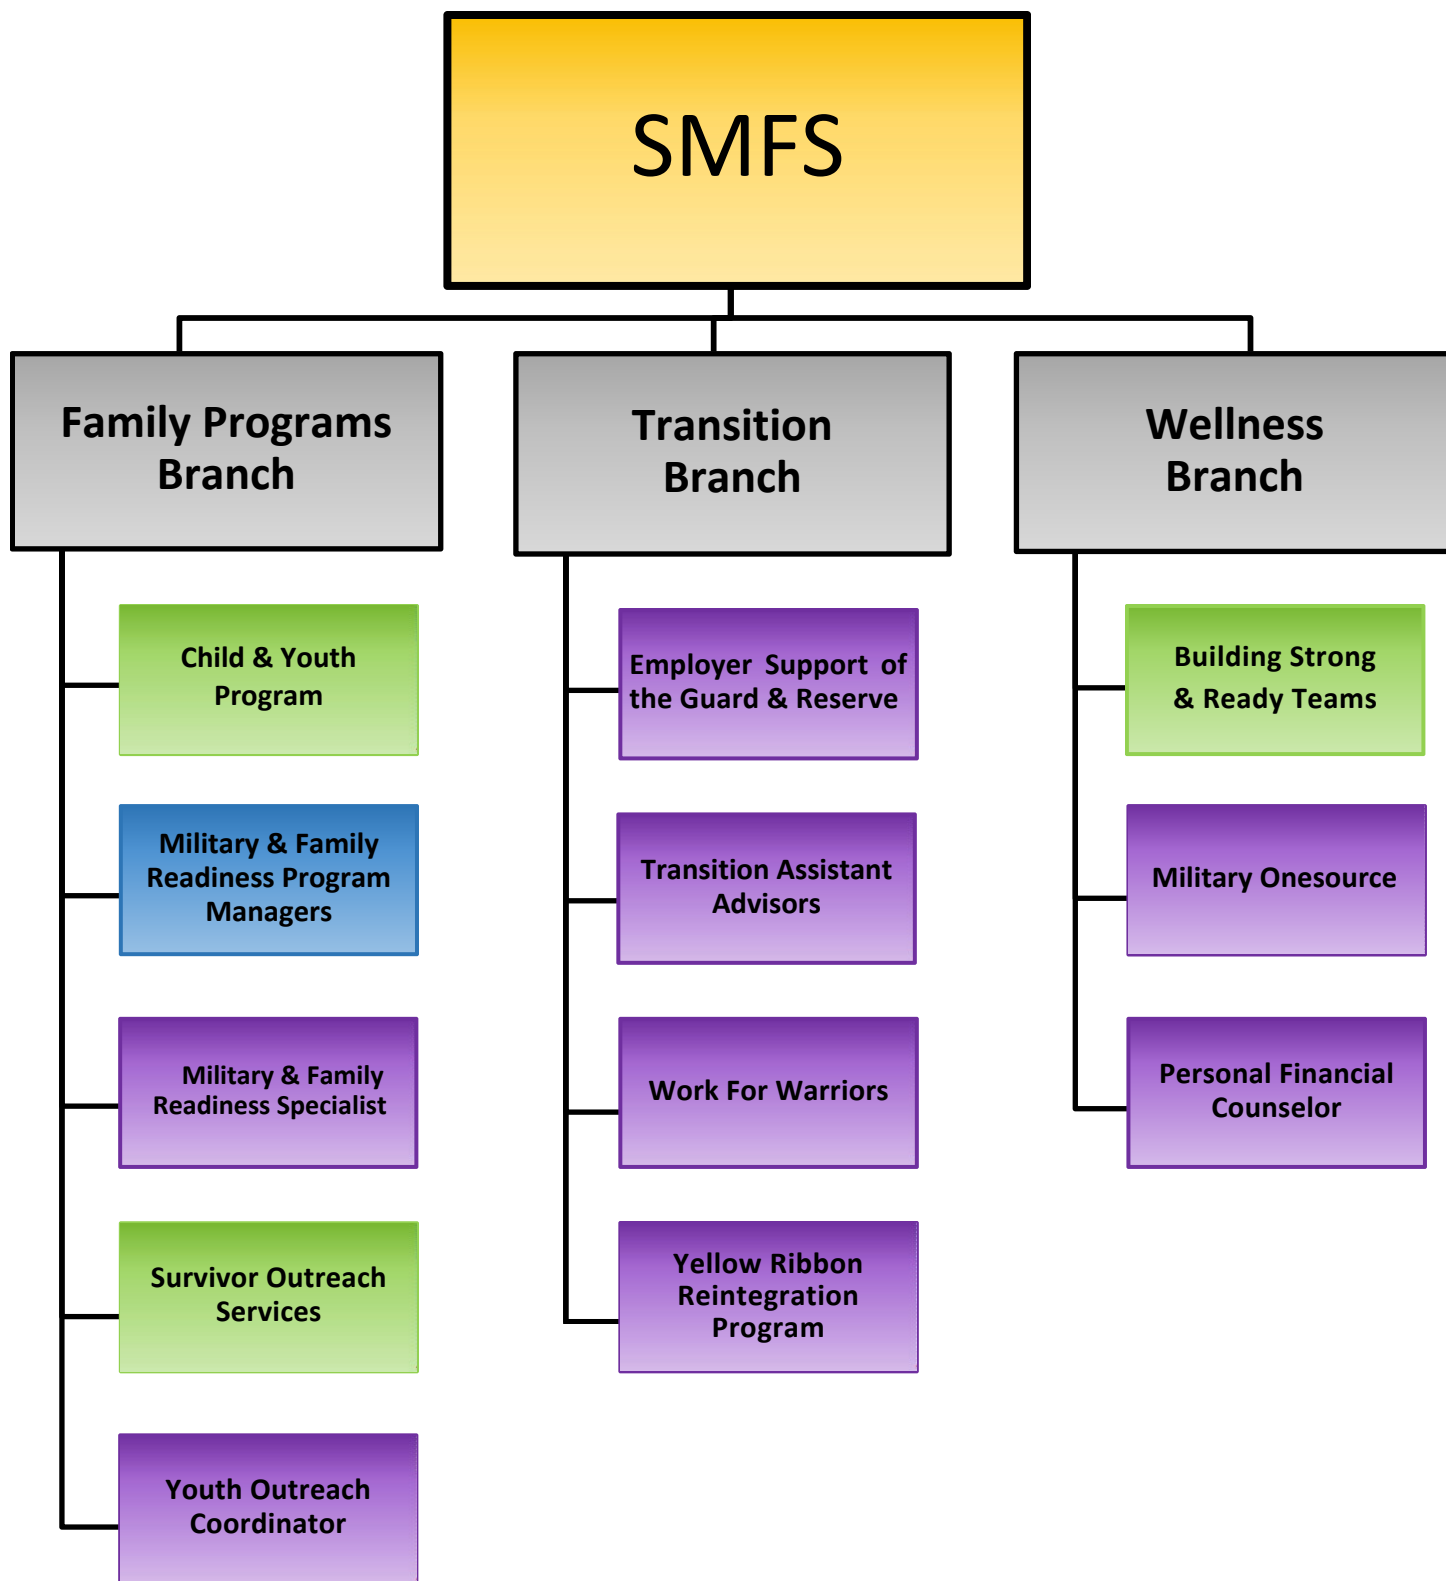 SMFS
Family Programs
Branch
Child & Youth
Program
Military & Family
Readiness Program
Managers
Military & Family
Readiness Specialist
Survivor Outreach
Services
Youth Outreach
Coordinator
Transition
Branch
Employer Support of
the Guard & Reserve
Transition Assistant
Advisors
Work For Warriors
Yellow Ribbon
Reintegration
Program
Wellness
Branch
Building Strong
& Ready Teams
Military Onesource
Personal Financial
Counselor